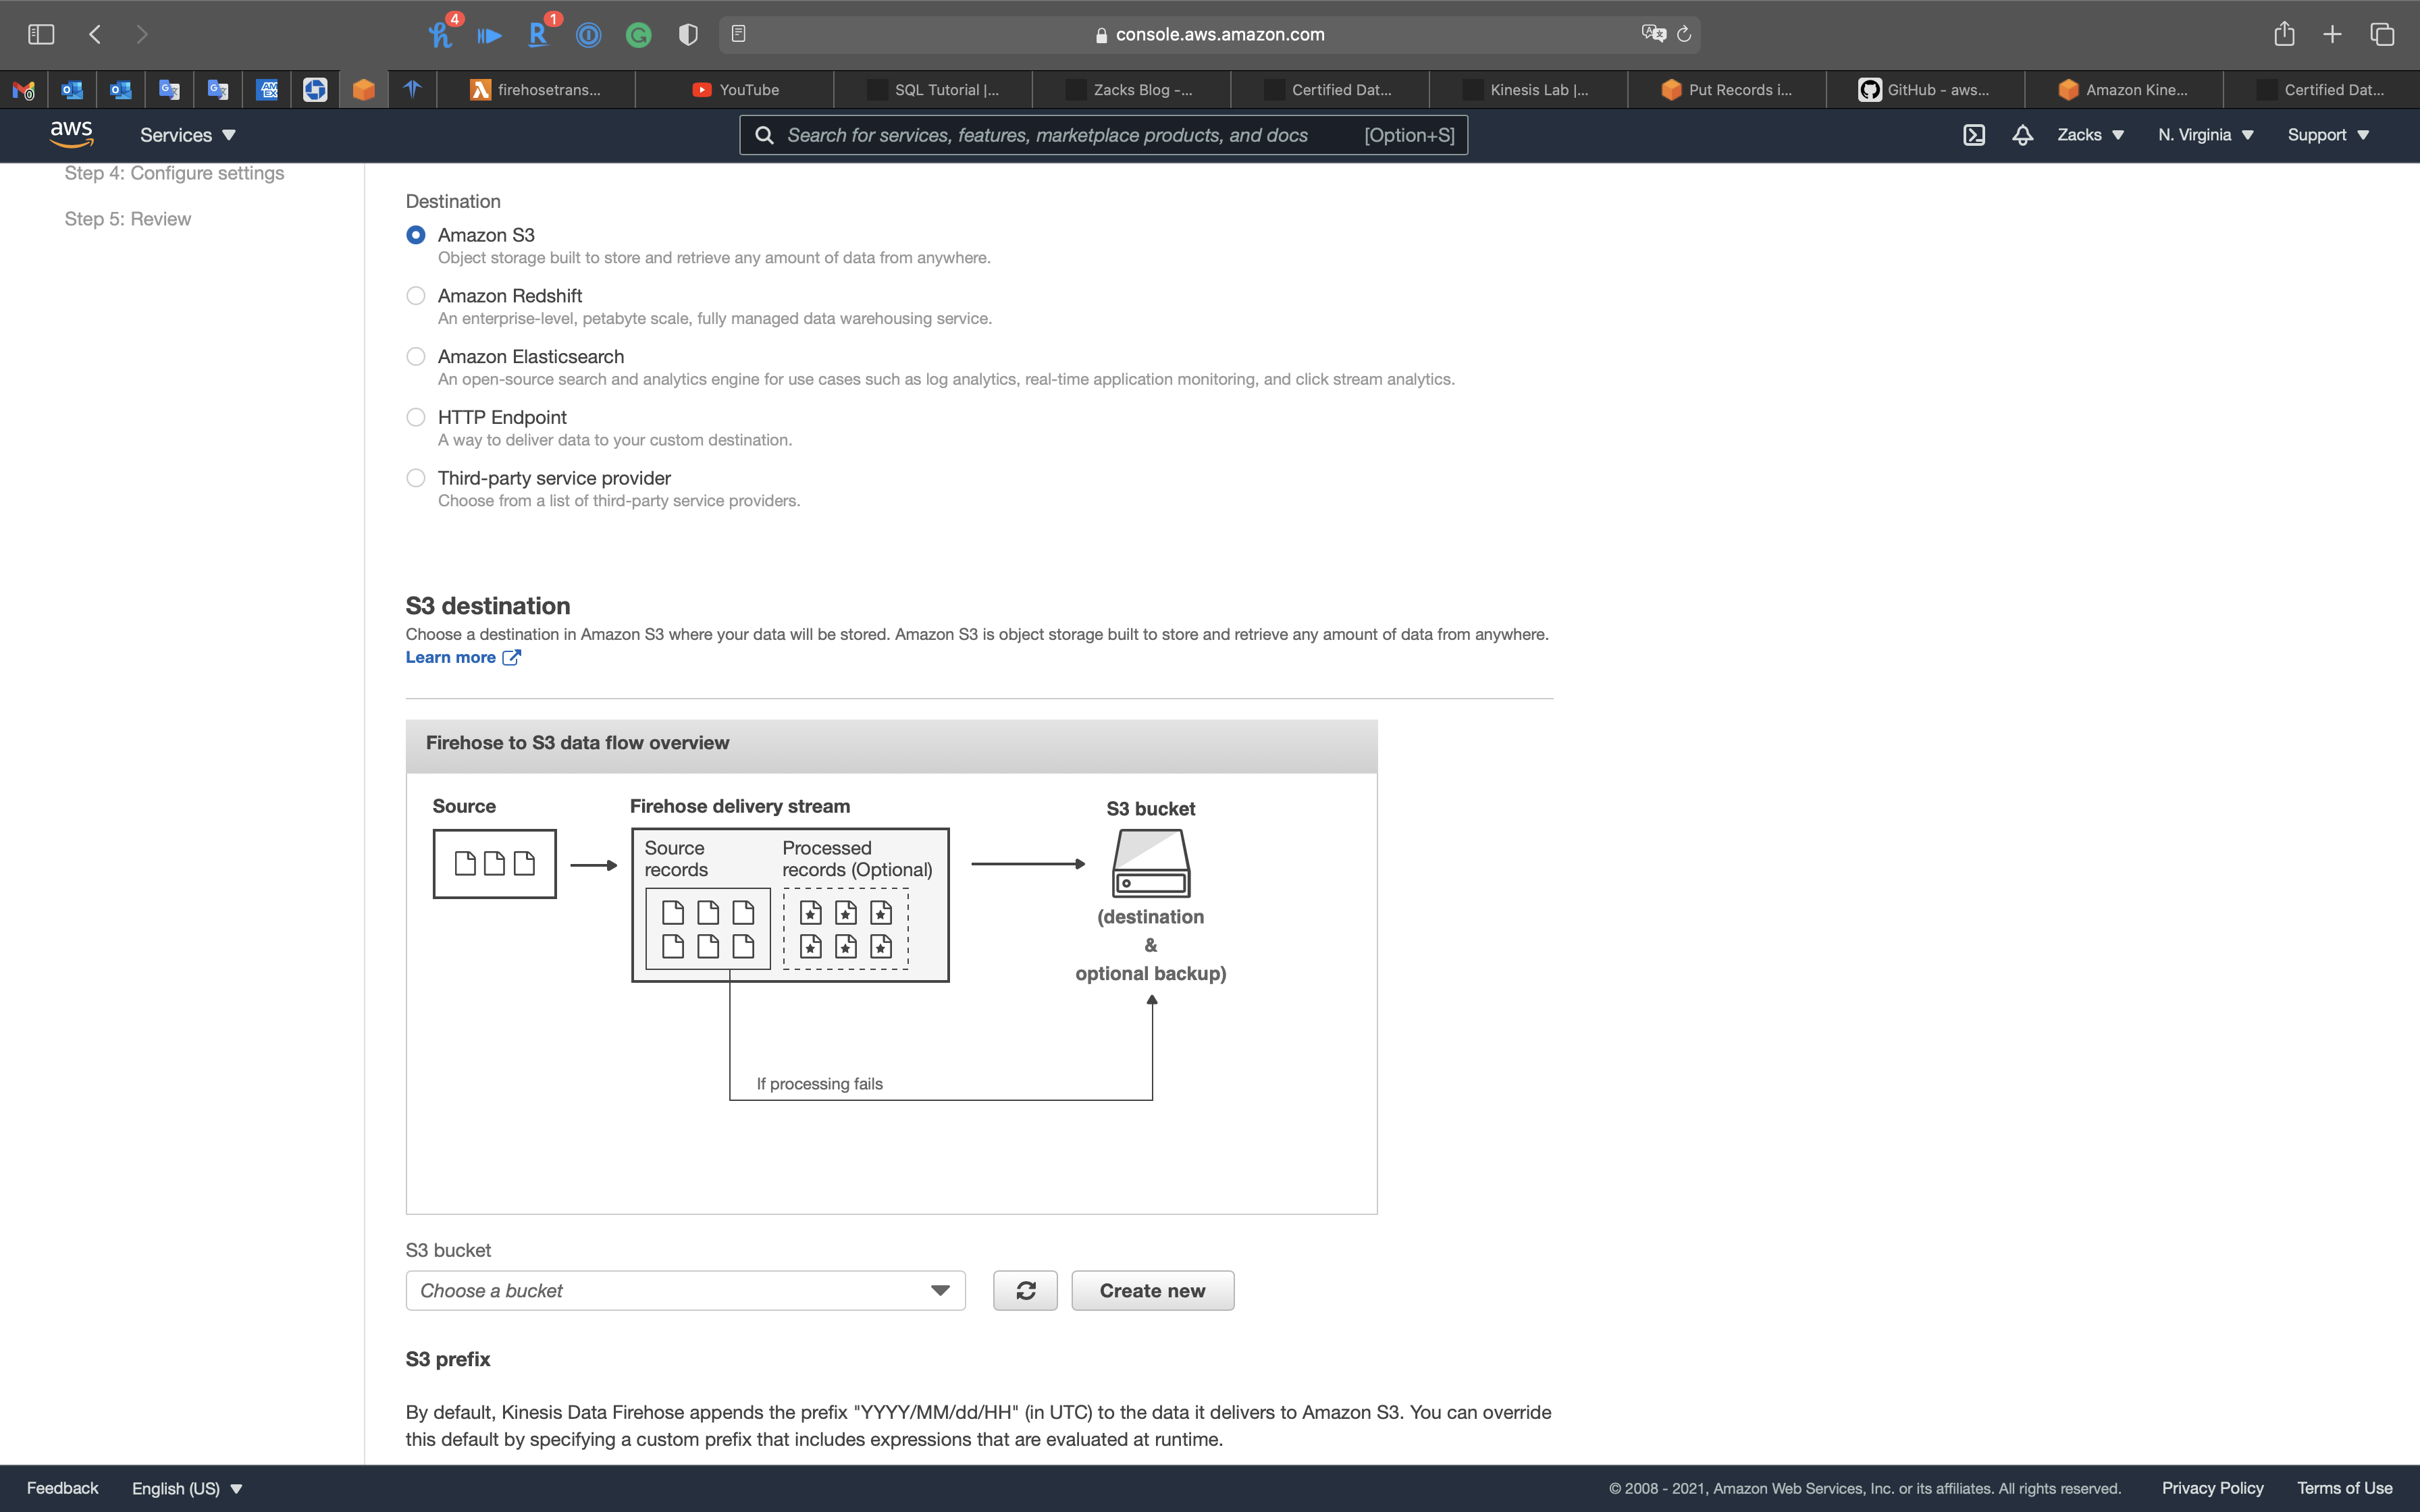 4
1
console.aws.amazon.com
firehosetrans...
YouTube
SQL Tutorial |...
Zacks Blog -...
Certified Dat...
Kinesis Lab |...
Put Records i...
GitHub - aws...
Amazon Kine...
Certified Dat...
aws
Services
Search for services, features, marketplace products, and docs [Option+S]
Zacks
N. Virginia
Support
Step 4: Configure settings
Step 5: Review
Destination
Amazon S3
Object storage built to store and retrieve any amount of data from anywhere.
Amazon Redshift
An enterprise-level, petabyte scale, fully managed data warehousing service.
Amazon Elasticsearch
An open-source search and analytics engine for use cases such as log analytics, real-time application monitoring, and click stream analytics.
HTTP Endpoint
A way to deliver data to your custom destination.
Third-party service provider
Choose from a list of third-party service providers.
S3 destination
Choose a destination in Amazon S3 where your data will be stored. Amazon S3 is object storage built to store and retrieve any amount of data from anywhere.
Learn more
Firehose to S3 data flow overview
Source
Firehose delivery stream
S3 bucket
Source
records
Processed
records (Optional)
(destination
&
optional backup)
If processing fails
S3 bucket
Choose a bucket
Create new
S3 prefix
By default, Kinesis Data Firehose appends the prefix "YYYY/MM/dd/HH" (in UTC) to the data it delivers to Amazon S3. You can override
this default by specifying a custom prefix that includes expressions that are evaluated at runtime.
Feedback
English (US)
© 2008 - 2021, Amazon Web Services, Inc. or its affiliates. All rights reserved.
Privacy Policy
Terms of Use